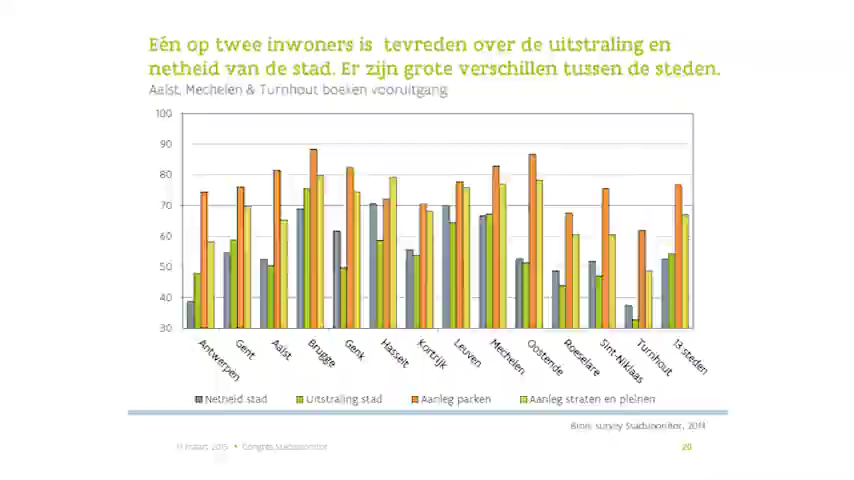 Eén op twee inwoners is tevreden over de uitstraling en
netheid van de stad. Er zijn grote verschillen tussen de steden.
Aalst, Mechelen & Turnhout boeken vooruitgang
100
90
80
70
60
50
40
30
Antwerpen
Gent
Aalst
Brugge
Genk
Hasselt
Kortrijk
Leuven
Mechelen
Oostende
Roeselare
Sint-Niklaas
Turnhout
13 steden
Netheid stad Uitstraling stad Aanleg parken Aanleg straten en pleinen
Bron: survey Stadsmonitor, 2014
maart 2015 • Congres Stadsmonitor 20